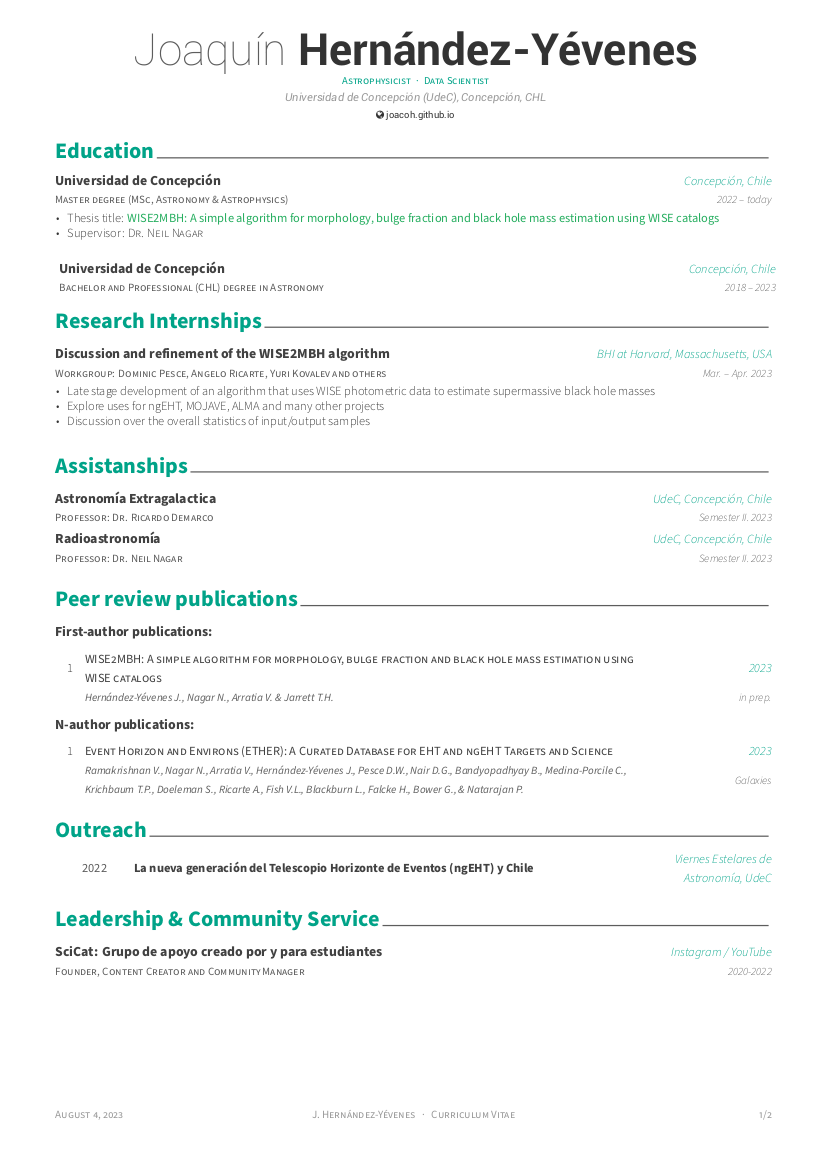 Joaquín Hernández-Yévenes
Astrophysicist · Data Scientist
Universidad de Concepción (UdeC), Concepción, CHL
joacoh.github.io
Education
Universidad de Concepción Concepción, Chile
Master degree (MSc, Astronomy & Astrophysics) 2022 – today
• Thesis title: WISE2MBH: A simple algorithm for morphology, bulge fraction and black hole mass estimation using WISE catalogs
• Supervisor: Dr. Neil Nagar
Universidad de Concepción Concepción, Chile
Bachelor and Professional (CHL) degree in Astronomy 2018 – 2023
Research Internships
Discussion and refinement of the WISE2MBH algorithm BHI at Harvard, Massachusetts, USA
Workgroup: Dominic Pesce, Angelo Ricarte, Yuri Kovalev and others Mar. – Apr. 2023
• Late stage development of an algorithm that uses WISE photometric data to estimate supermassive black hole masses
• Explore uses for ngEHT, MOJAVE, ALMA and many other projects
• Discussion over the overall statistics of input/output samples
Assistanships
Astronomía Extragalactica UdeC, Concepción, Chile
Professor: Dr. Ricardo Demarco Semester II. 2023
Radioastronomía UdeC, Concepción, Chile
Professor: Dr. Neil Nagar Semester II. 2023
Peer review publications
First-author publications:
1 WISE2MBH: A simple algorithm for morphology, bulge fraction and black hole mass estimation using 2023
WISE catalogs
Hernández-Yévenes J., Nagar N., Arratia V. & Jarrett T.H. in prep.
N-author publications:
1 Event Horizon and Environs (ETHER): A Curated Database for EHT and ngEHT Targets and Science 2023
Ramakrishnan V., Nagar N., Arratia V., Hernández-Yévenes J., Pesce D.W., Nair D.G., Bandyopadhyay B., Medina-Porcile C., Galaxies
Krichbaum T.P., Doeleman S., Ricarte A., Fish V.L., Blackburn L., Falcke H., Bower G., & Natarajan P.
Outreach
2022 La nueva generación del Telescopio Horizonte de Eventos (ngEHT) y Chile Viernes Estelares de
Astronomía, UdeC
Leadership & Community Service
SciCat: Grupo de apoyo creado por y para estudiantes Instagram / YouTube
Founder, Content Creator and Community Manager 2020-2022
August 4, 2023 J. Hernández-Yévenes · Curriculum Vitae 1/2